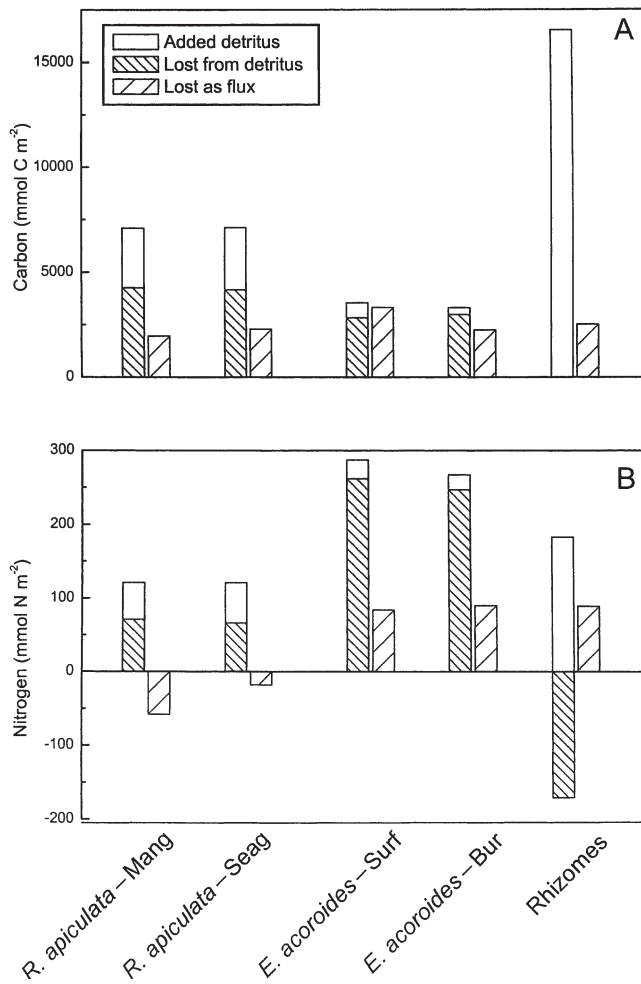 A
Added detritus
Lost from detritus
Lost as flux
Carbon (mmol C m-2)
15000
10000
5000
0
B
Nitrogen (mmol N m-2)
300
200
100
0
-100
-200
R. apiculata – Mang
R. apiculata – Seag
E. acoroides – Surf
E. acoroides – Bur
Rhizomes